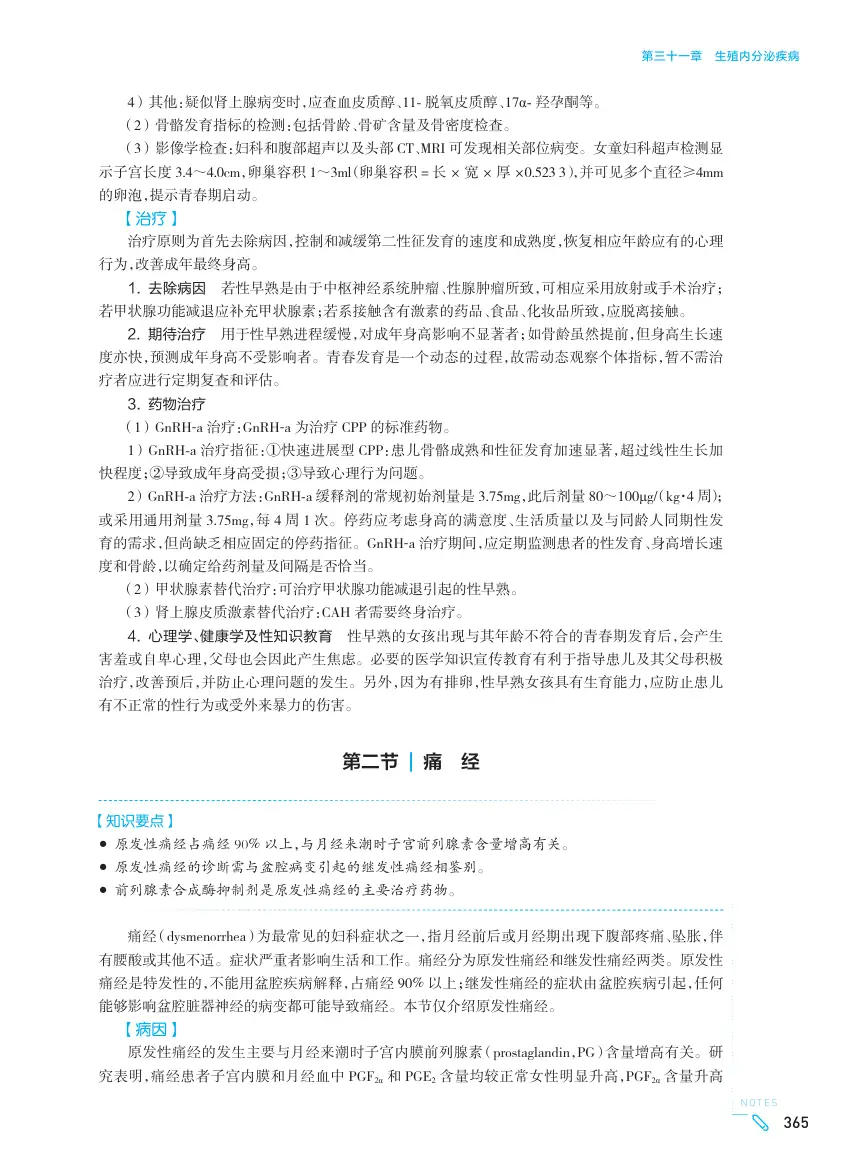 第三十一章 生殖内分泌疾病
4）其他：疑似肾上腺病变时，应查血皮质醇、11- 脱氧皮质醇、17α- 羟孕酮等。
（2）骨骼发育指标的检测：包括骨龄、骨矿含量及骨密度检查。
（3）影像学检查：妇科和腹部超声以及头部 CT、MRI 可发现相关部位病变。女童妇科超声检测显
示子宫长度 3.4～4.0cm，卵巢容积 1～3ml（卵巢容积 = 长 × 宽 × 厚 ×0.523 3），并可见多个直径≥4mm
的卵泡，提示青春期启动。
【治疗】
治疗原则为首先去除病因，控制和减缓第二性征发育的速度和成熟度，恢复相应年龄应有的心理
行为，改善成年最终身高。
1. 去除病因 若性早熟是由于中枢神经系统肿瘤、性腺肿瘤所致，可相应采用放射或手术治疗；
若甲状腺功能减退应补充甲状腺素；若系接触含有激素的药品、食品、化妆品所致，应脱离接触。
2. 期待治疗 用于性早熟进程缓慢，对成年身高影响不显著者；如骨龄虽然提前，但身高生长速
度亦快，预测成年身高不受影响者。青春发育是一个动态的过程，故需动态观察个体指标，暂不需治
疗者应进行定期复查和评估。
3. 药物治疗
（1）GnRH-a 治疗：GnRH-a 为治疗 CPP 的标准药物。
1）GnRH-a 治疗指征：①快速进展型 CPP：患儿骨骼成熟和性征发育加速显著，超过线性生长加
快程度；②导致成年身高受损；③导致心理行为问题。
2）GnRH-a 治疗方法：GnRH-a 缓释剂的常规初始剂量是 3.75mg，此后剂量 80～100μg/（kg•4 周）；
或采用通用剂量 3.75mg，每 4 周 1 次。停药应考虑身高的满意度、生活质量以及与同龄人同期性发
育的需求，但尚缺乏相应固定的停药指征。GnRH-a 治疗期间，应定期监测患者的性发育、身高增长速
度和骨龄，以确定给药剂量及间隔是否恰当。
（2）甲状腺素替代治疗：可治疗甲状腺功能减退引起的性早熟。
（3）肾上腺皮质激素替代治疗：CAH 者需要终身治疗。
4. 心理学、健康学及性知识教育 性早熟的女孩出现与其年龄不符合的青春期发育后，会产生
害羞或自卑心理，父母也会因此产生焦虑。必要的医学知识宣传教育有利于指导患儿及其父母积极
治疗，改善预后，并防止心理问题的发生。另外，因为有排卵，性早熟女孩具有生育能力，应防止患儿
有不正常的性行为或受外来暴力的伤害。
第二节 | 痛 经
【知识要点】
● 原发性痛经占痛经 90% 以上，与月经来潮时子宫前列腺素含量增高有关。
● 原发性痛经的诊断需与盆腔病变引起的继发性痛经相鉴别。
● 前列腺素合成酶抑制剂是原发性痛经的主要治疗药物。
痛经（dysmenorrhea）为最常见的妇科症状之一，指月经前后或月经期出现下腹部疼痛、坠胀，伴
有腰酸或其他不适。症状严重者影响生活和工作。痛经分为原发性痛经和继发性痛经两类。原发性
痛经是特发性的，不能用盆腔疾病解释，占痛经 90% 以上；继发性痛经的症状由盆腔疾病引起，任何
能够影响盆腔脏器神经的病变都可能导致痛经。本节仅介绍原发性痛经。
【病因】
原发性痛经的发生主要与月经来潮时子宫内膜前列腺素（prostaglandin，PG）含量增高有关。研
究表明，痛经患者子宫内膜和月经血中 PGF₂α 和 PGE₂ 含量均较正常女性明显升高，PGF₂α 含量升高
NOTES
365